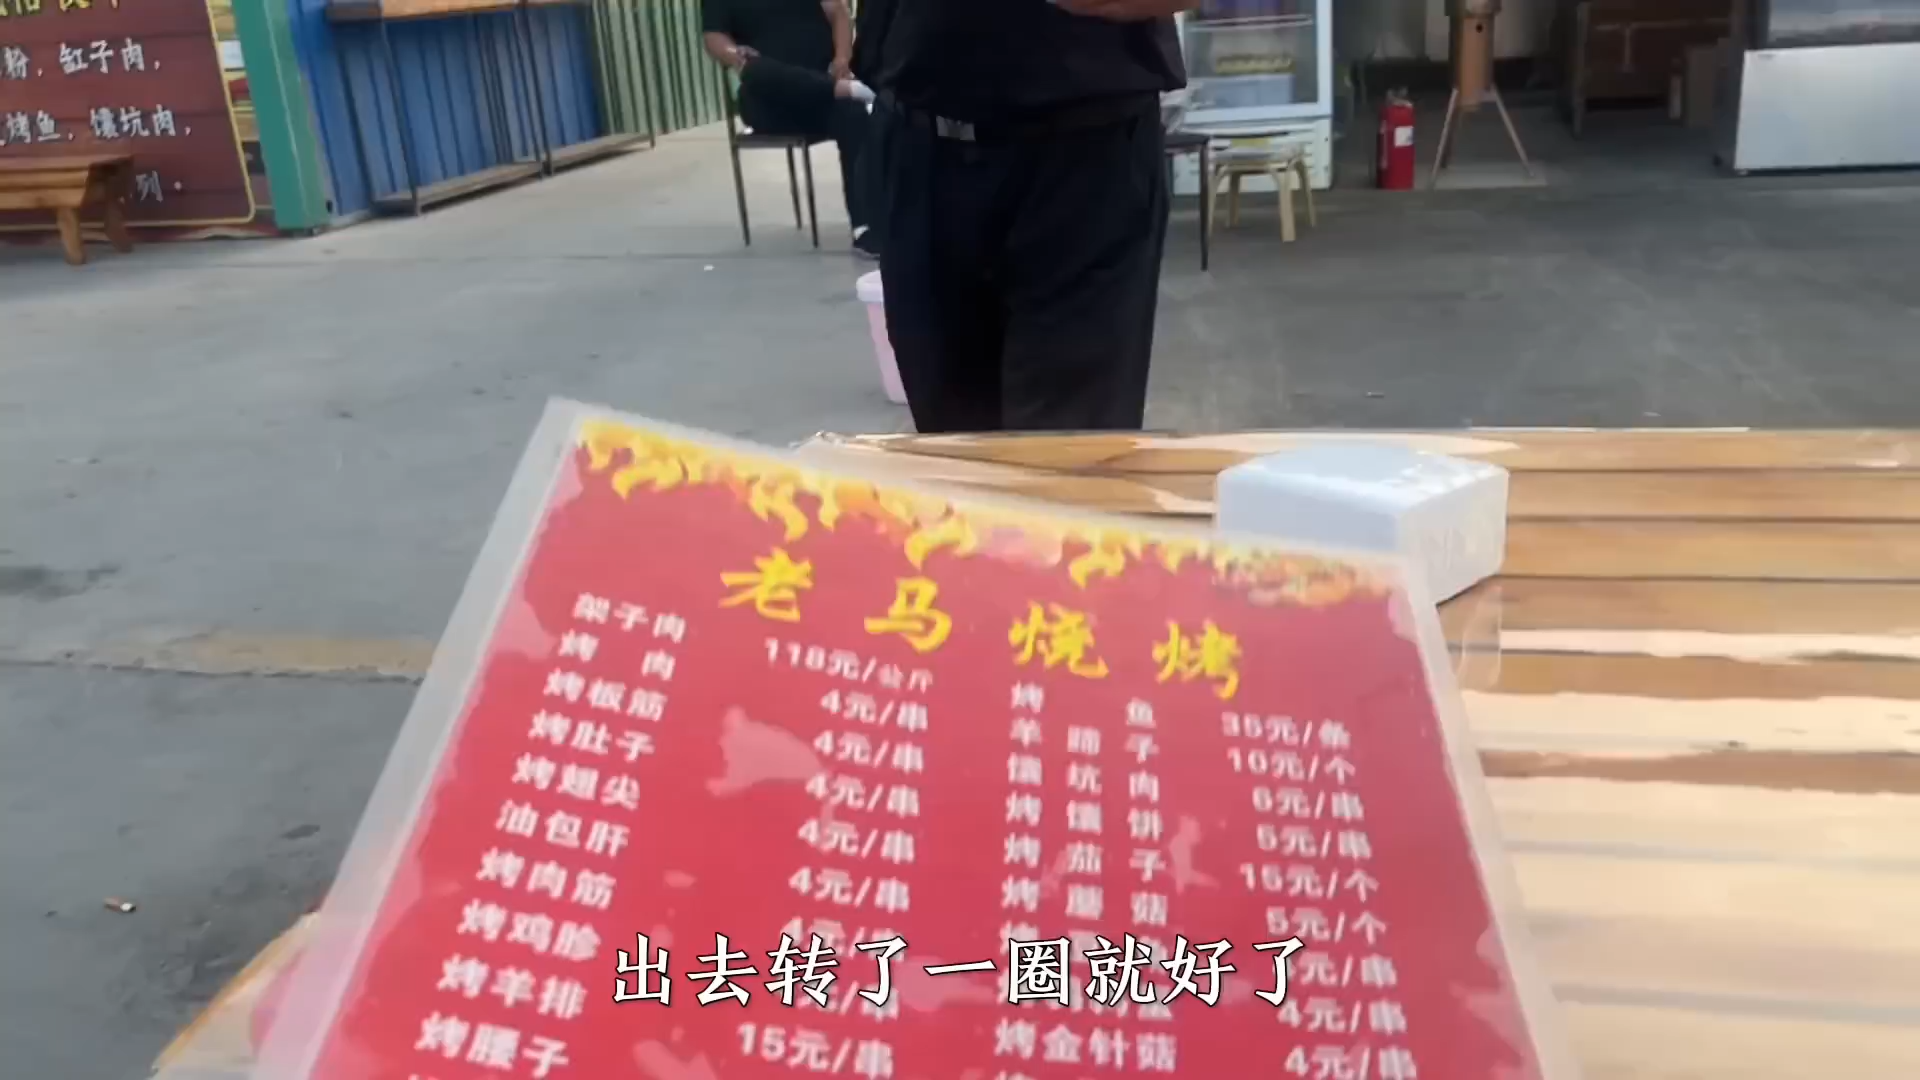 粉，缸子肉，
烤鱼，馕坑肉，
列。
老马烧烤
架子肉 118元/公斤
烤肉 4元/串
烤板筋 4元/串
烤肚子 4元/串
烤翅尖 4元/串
油包肝 4元/串
烤肉筋 4元/串
烤鸡胗
烤羊排 15元/串
烤腰子
烤鱼 35元/条
羊蹄子 10元/个
馕坑肉 6元/串
烤馕饼 5元/串
烤茄子 15元/个
烤蘑菇 5元/个
元/串
4元/串
烤金针菇 4元/串
出去转了一圈就好了